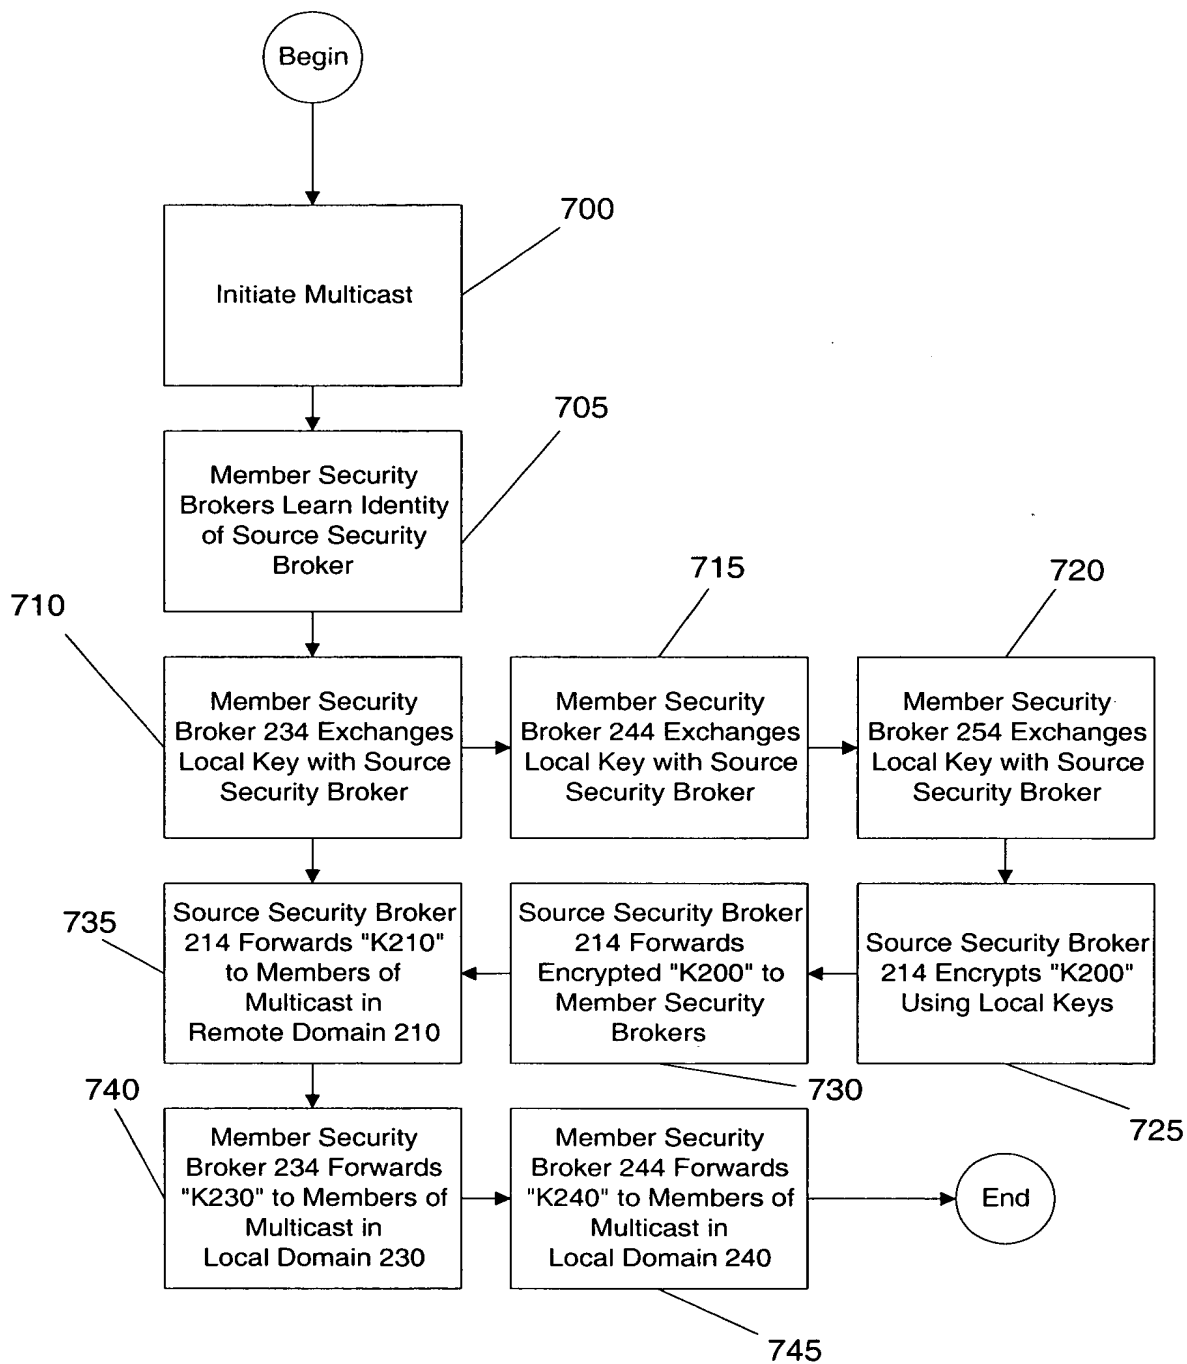 Begin
700
Initiate Multicast
705
Member Security
Brokers Learn Identity
of Source Security
Broker
710
715
720
Member Security
Broker 234 Exchanges
Local Key with Source
Security Broker
Member Security
Broker 244 Exchanges
Local Key with Source
Security Broker
Member Security
Broker 254 Exchanges
Local Key with Source
Security Broker
Source Security Broker
214 Encrypts "K200"
Using Local Keys
725
Source Security Broker
214 Forwards
Encrypted "K200" to
Member Security
Brokers
730
735
Source Security Broker
214 Forwards "K210"
to Members of
Multicast in
Remote Domain 210
740
Member Security
Broker 234 Forwards
"K230" to Members of
Multicast in
Local Domain 230
Member Security
Broker 244 Forwards
"K240" to Members of
Multicast in
Local Domain 240
745
End